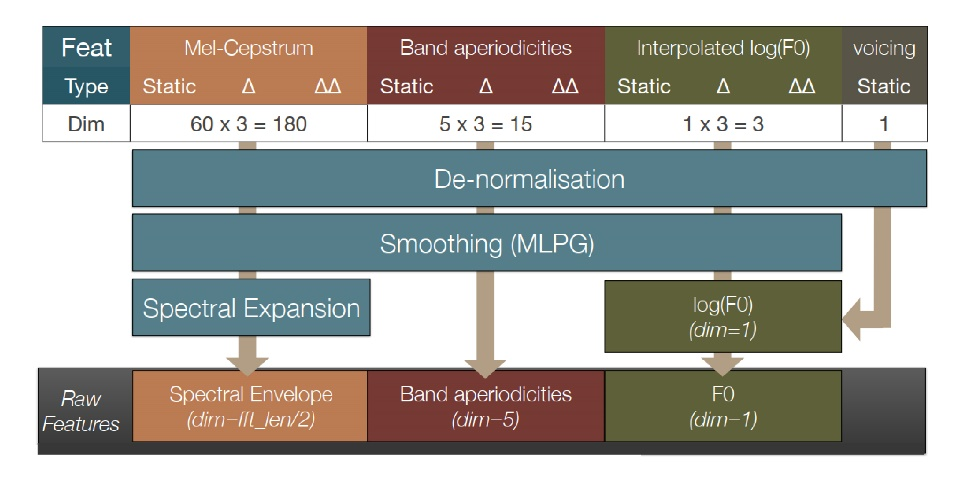 Feat Mel-Cepstrum Band aperiodicities Interpolated log(F0) voicing
Type Static Δ ΔΔ Static Δ ΔΔ Static Δ ΔΔ Static
Dim 60 x 3 = 180 5 x 3 = 15 1 x 3 = 3 1
De-normalisation
Smoothing (MLPG)
Spectral Expansion
log(F0)
(dim=1)
Raw
Features
Spectral Envelope
(dim=fft_len/2)
Band aperiodicities
(dim=5)
F0
(dim=1)